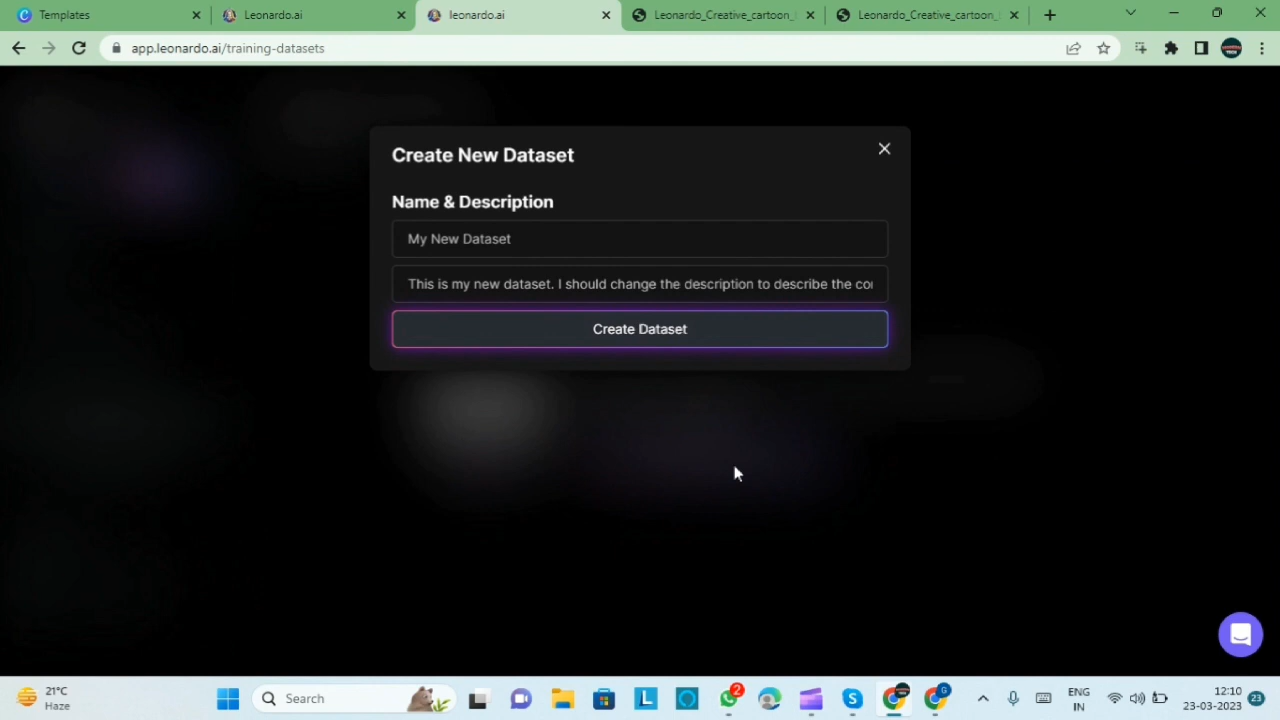 Templates
Leonardo.ai
leonardo.ai
Leonardo_Creative_cartoon_
Leonardo_Creative_cartoon_
app.leonardo.ai/training-datasets
Create New Dataset
Name & Description
My New Dataset
This is my new dataset. I should change the description to describe the
Create Dataset
21°C
Haze
Search
2
G
ENG
IN
12:10
23-03-2023
23